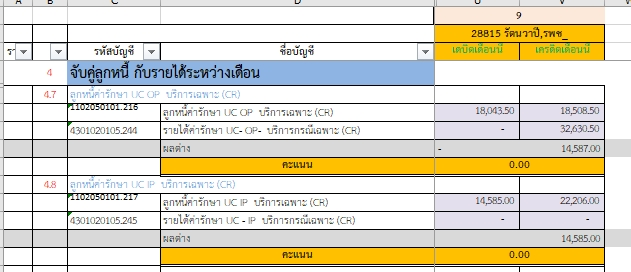 A B C D U V
9
28815 รัตนวาปี,รพช_
รา รหัสบัญชี ชื่อบัญชี เดบิตเดือนนี้ เครดิตเดือนนี้
4 จับคู่ลูกหนี้ กับรายได้ระหว่างเดือน
4.7 ลูกหนี้ค่ารักษา UC OP บริการเฉพาะ (CR)
1102050101.216 ลูกหนี้ค่ารักษา UC OP บริการเฉพาะ (CR) 18,043.50 18,508.50
4301020105.244 รายได้ค่ารักษา UC- OP- บริการกรณีเฉพาะ (CR) - 32,630.50
ผลต่าง - 14,587.00
คะแนน 0.00
4.8 ลูกหนี้ค่ารักษา UC IP บริการเฉพาะ (CR)
1102050101.217 ลูกหนี้ค่ารักษา UC IP บริการเฉพาะ (CR) 14,585.00 22,206.00
4301020105.245 รายได้ค่ารักษา UC - IP บริการกรณีเฉพาะ (CR) - -
ผลต่าง 14,585.00
คะแนน 0.00